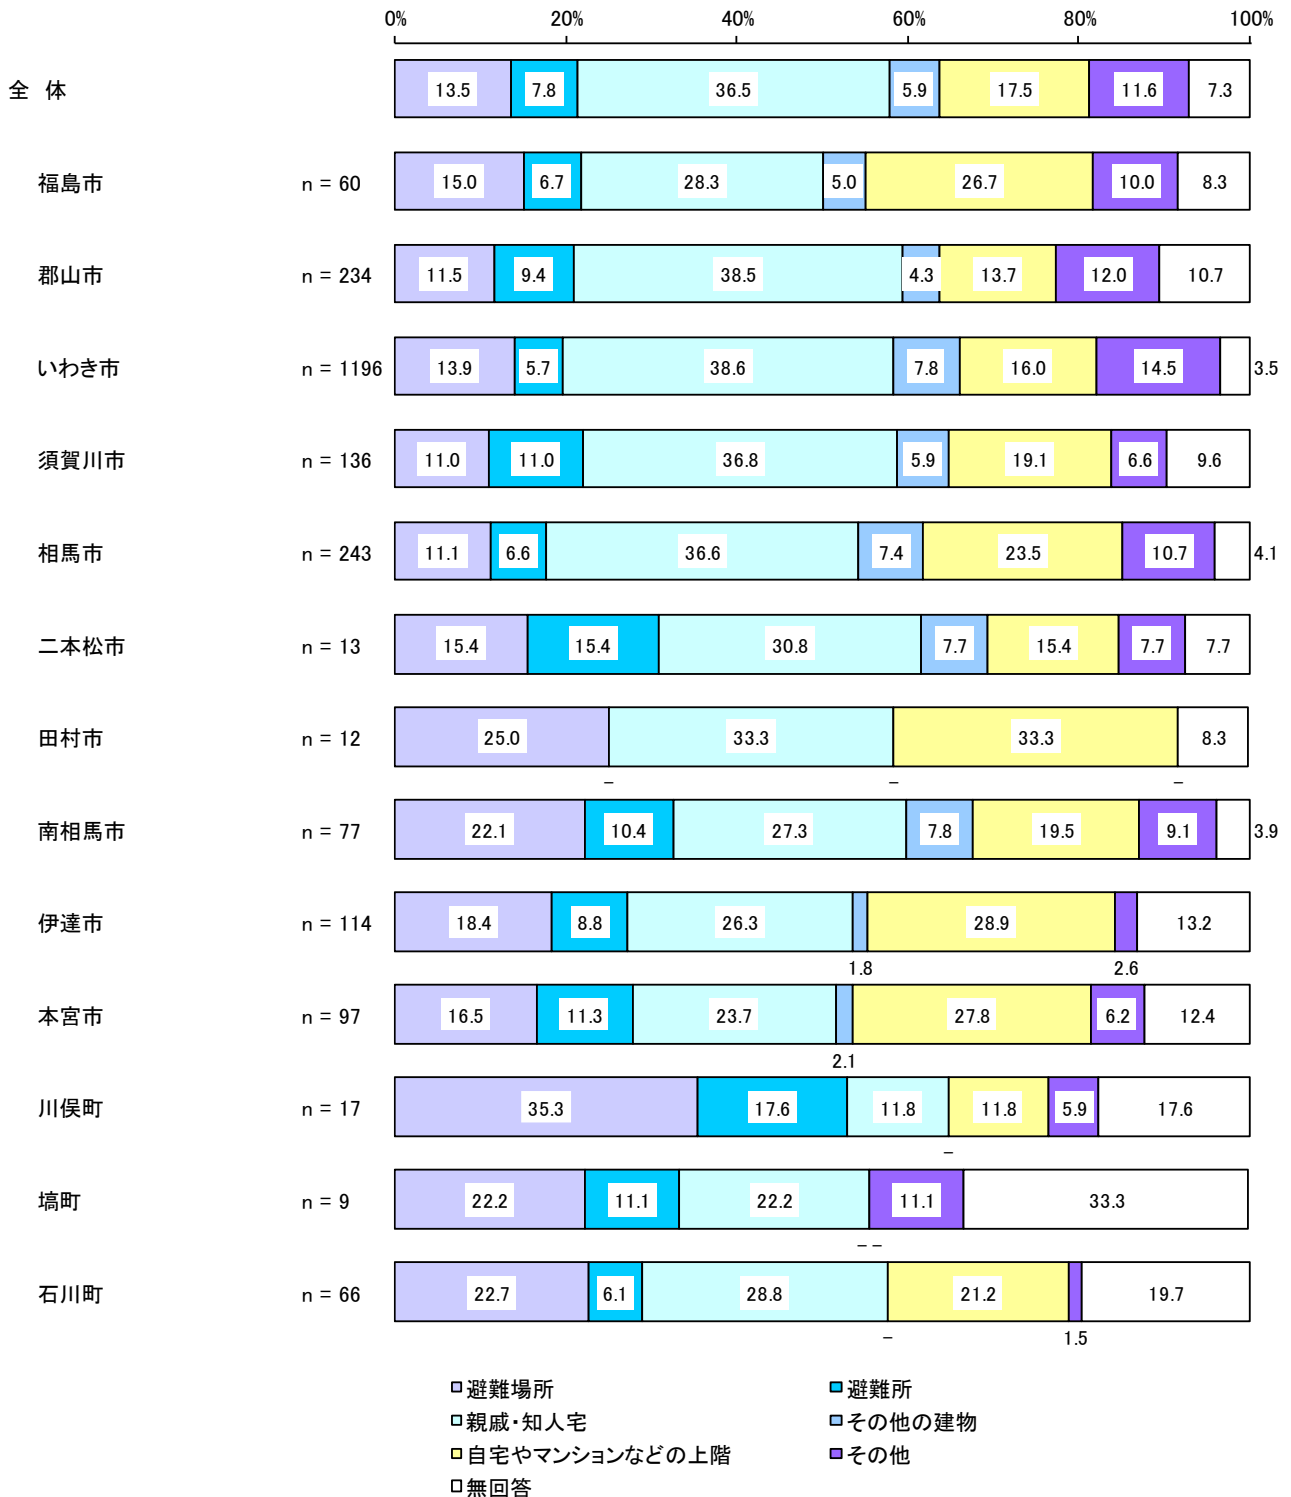 0% 20% 40% 60% 80% 100%
全 体 13.5 7.8 36.5 5.9 17.5 11.6 7.3
福島市 n = 60 15.0 6.7 28.3 5.0 26.7 10.0 8.3
郡山市 n = 234 11.5 9.4 38.5 4.3 13.7 12.0 10.7
いわき市 n = 1196 13.9 5.7 38.6 7.8 16.0 14.5 3.5
須賀川市 n = 136 11.0 11.0 36.8 5.9 19.1 6.6 9.6
相馬市 n = 243 11.1 6.6 36.6 7.4 23.5 10.7 4.1
二本松市 n = 13 15.4 15.4 30.8 7.7 15.4 7.7 7.7
田村市 n = 12 25.0 33.3 33.3 8.3
– – –
南相馬市 n = 77 22.1 10.4 27.3 7.8 19.5 9.1 3.9
伊達市 n = 114 18.4 8.8 26.3 28.9 13.2
1.8 2.6
本宮市 n = 97 16.5 11.3 23.7 27.8 6.2 12.4
2.1
川俣町 n = 17 35.3 17.6 11.8 11.8 5.9 17.6
–
塙町 n = 9 22.2 11.1 22.2 11.1 33.3
– –
石川町 n = 66 22.7 6.1 28.8 21.2 19.7
– 1.5
避難場所 避難所
親戚・知人宅 その他の建物
自宅やマンションなどの上階 その他
無回答